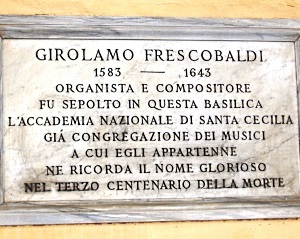 GIROLAMO FRESCOBALDI
1583 — 1643
ORGANISTA E COMPOSITORE
FU SEPOLTO IN QUESTA BASILICA
L'ACCADEMIA NAZIONALE DI SANTA CECILIA
GIÁ CONGREGAZIONE DEI MUSICI
A CUI EGLI APPARTENNE
NE RICORDA IL NOME GLORIOSO
NEL TERZO CENTENARIO DELLA MORTE